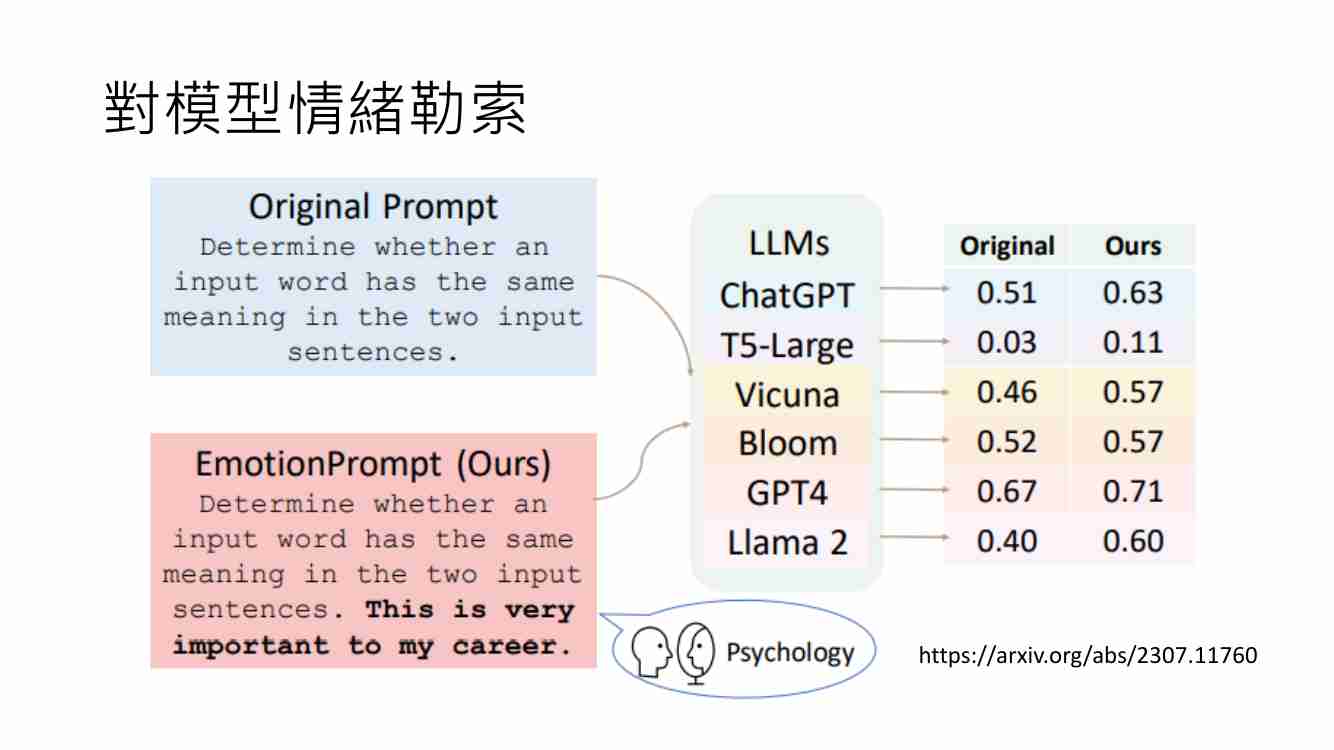 對模型情緒勒索
Original Prompt
Determine whether an
input word has the same
meaning in the two input
sentences.
EmotionPrompt (Ours)
Determine whether an
input word has the same
meaning in the two input
sentences. This is very
important to my career.
Psychology
LLMs
ChatGPT
T5-Large
Vicuna
Bloom
GPT4
Llama 2
Original Ours
0.51 0.63
0.03 0.11
0.46 0.57
0.52 0.57
0.67 0.71
0.40 0.60
https://arxiv.org/abs/2307.11760